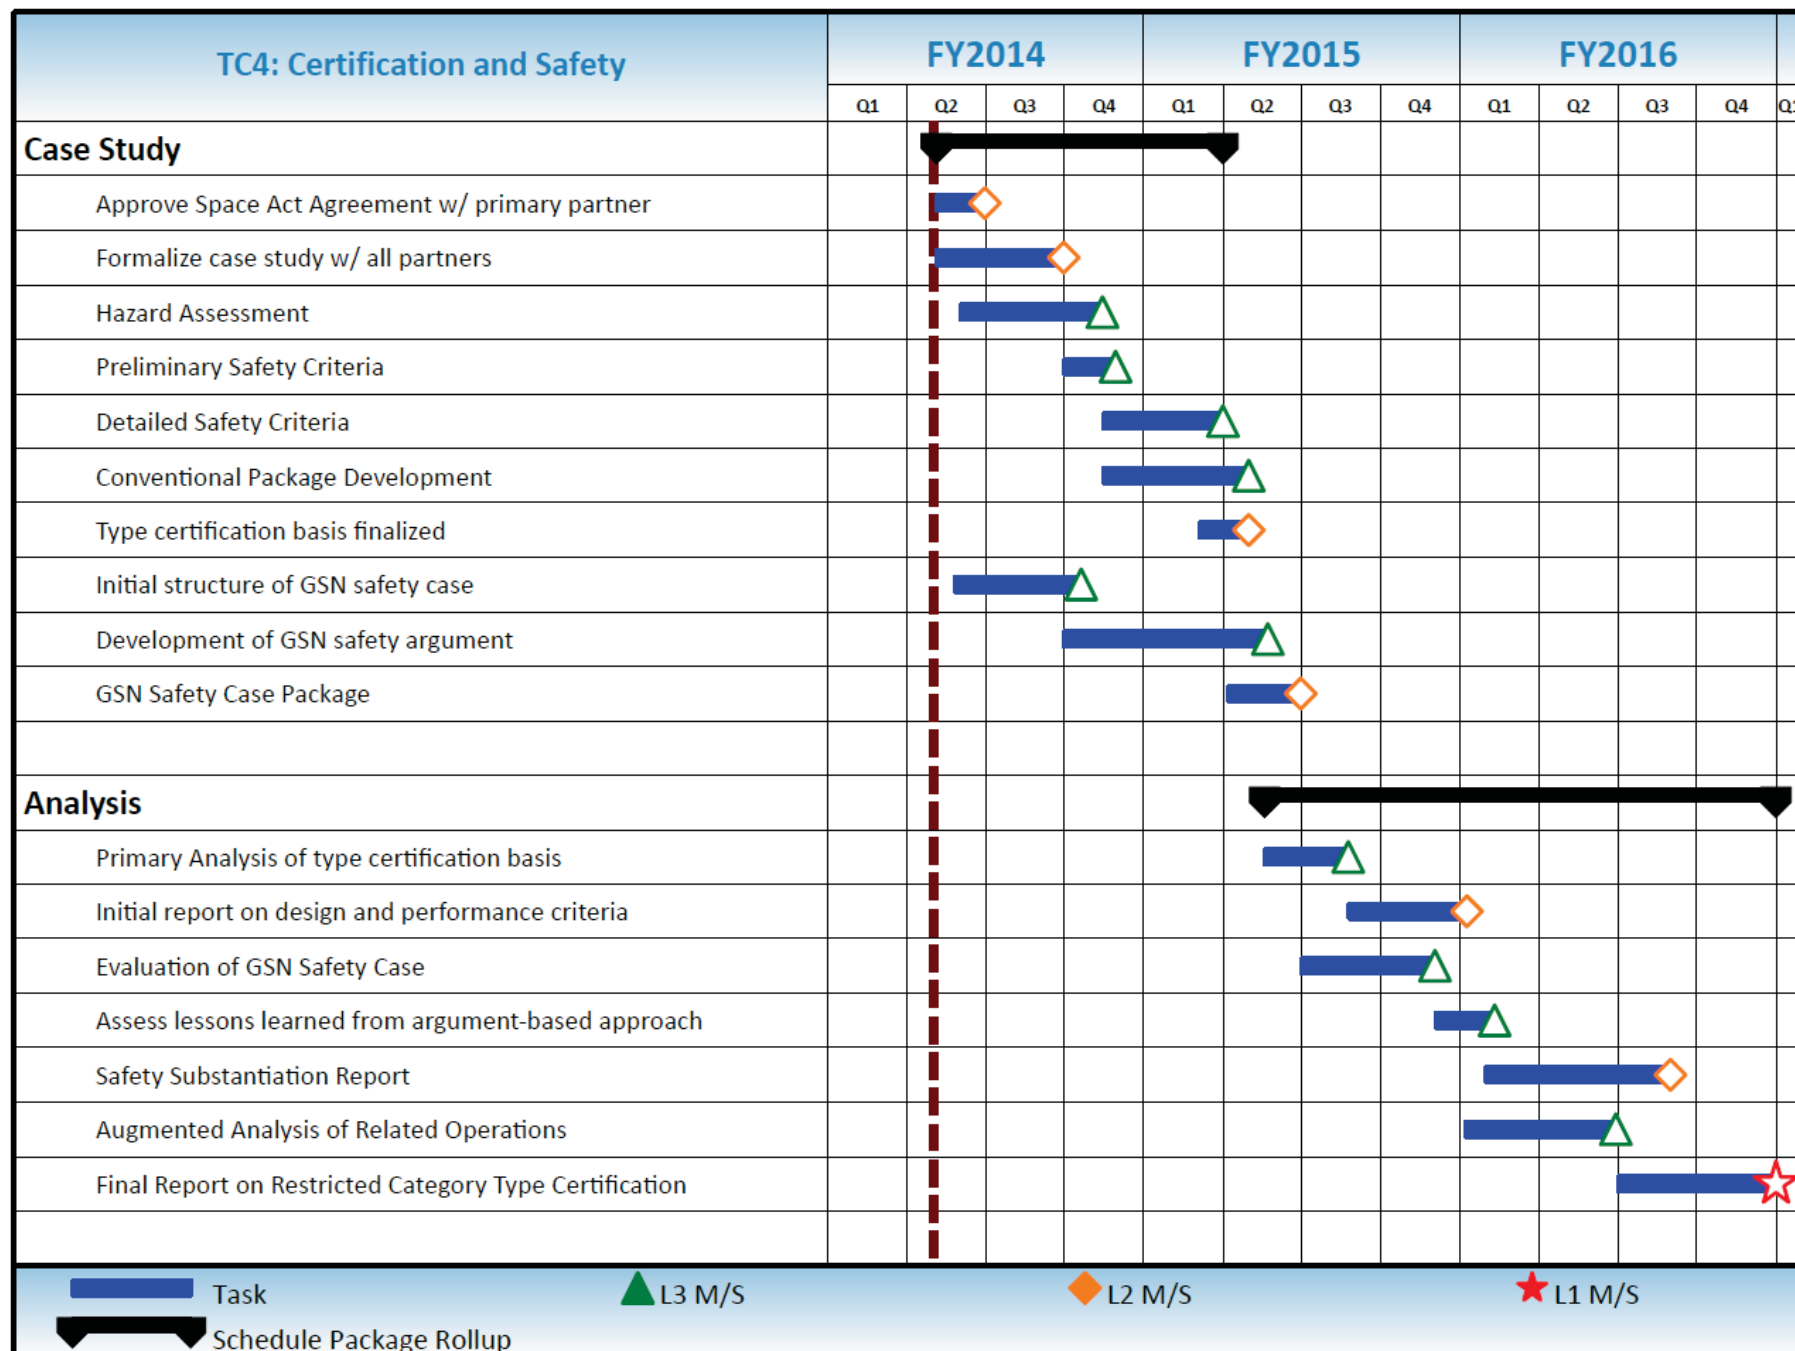 TC4: Certification and Safety
FY2014 FY2015 FY2016
Q1 Q2 Q3 Q4 Q1 Q2 Q3 Q4 Q1 Q2 Q3 Q4 Q1
Case Study
Approve Space Act Agreement w/ primary partner
Formalize case study w/ all partners
Hazard Assessment
Preliminary Safety Criteria
Detailed Safety Criteria
Conventional Package Development
Type certification basis finalized
Initial structure of GSN safety case
Development of GSN safety argument
GSN Safety Case Package
Analysis
Primary Analysis of type certification basis
Initial report on design and performance criteria
Evaluation of GSN Safety Case
Assess lessons learned from argument-based approach
Safety Substantiation Report
Augmented Analysis of Related Operations
Final Report on Restricted Category Type Certification
Task L3 M/S L2 M/S L1 M/S
Schedule Package Rollup